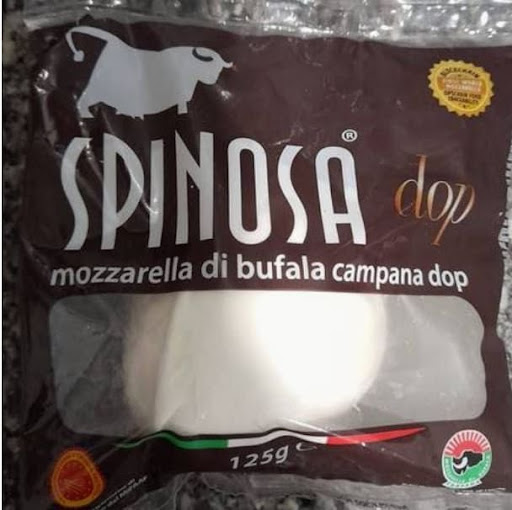 SPINOSA®
dop
mozzarella di bufala campana dop
125g e